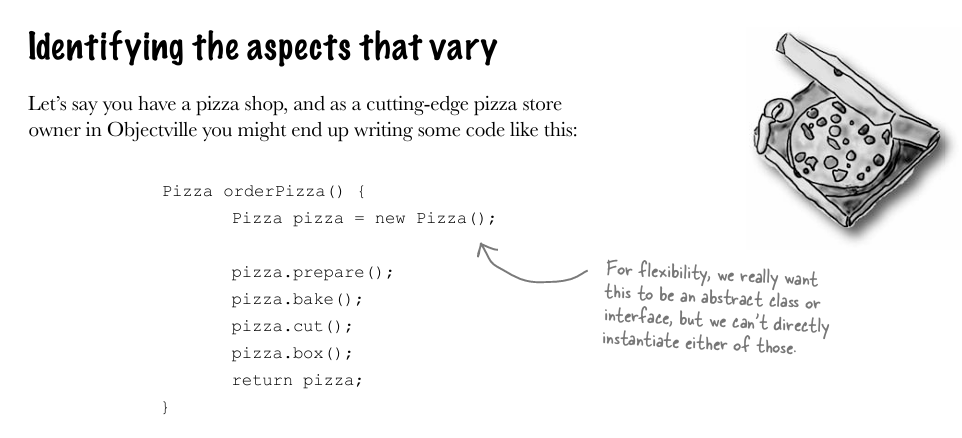 Identifying the aspects that vary
Let's say you have a pizza shop, and as a cutting-edge pizza store
owner in Objectville you might end up writing some code like this:
Pizza orderPizza() {
Pizza pizza = new Pizza();
pizza.prepare();
pizza.bake();
pizza.cut();
pizza.box();
return pizza;
}
For flexibility, we really want
this to be an abstract class or
interface, but we can't directly
instantiate either of those.